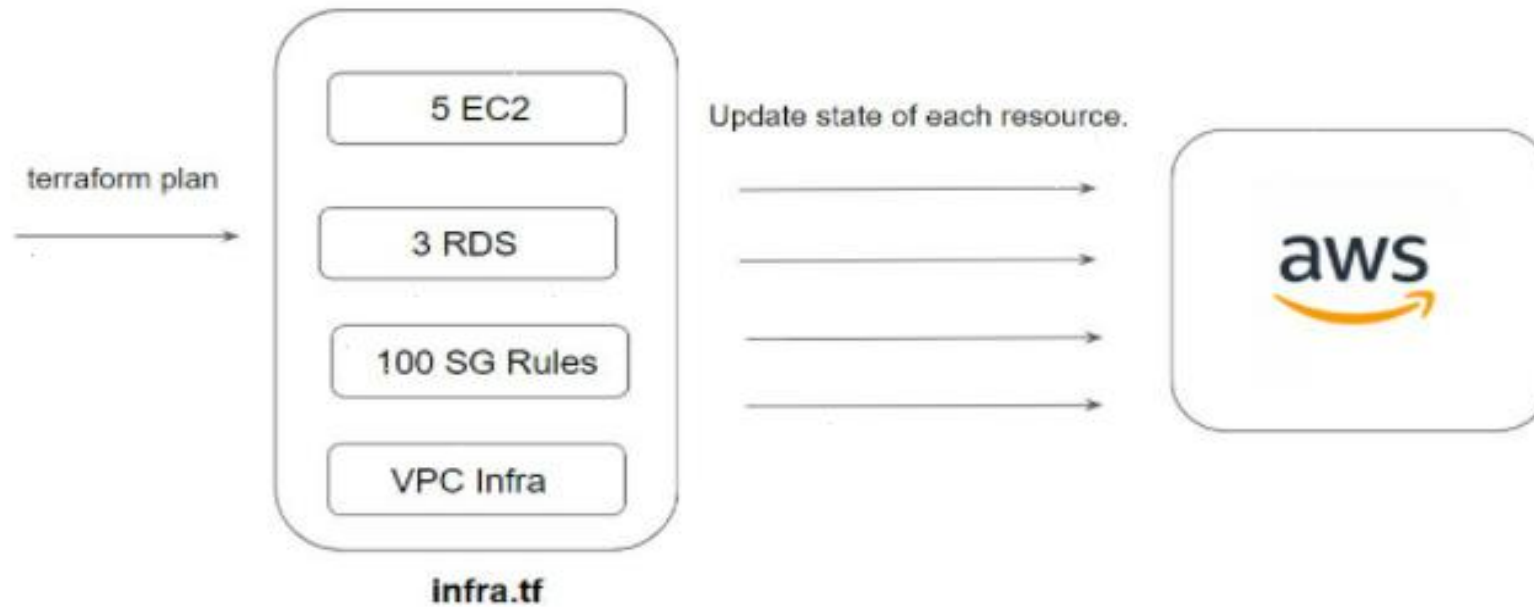 terraform plan
5 EC2
3 RDS
100 SG Rules
VPC Infra
infra.tf
Update state of each resource.
aws